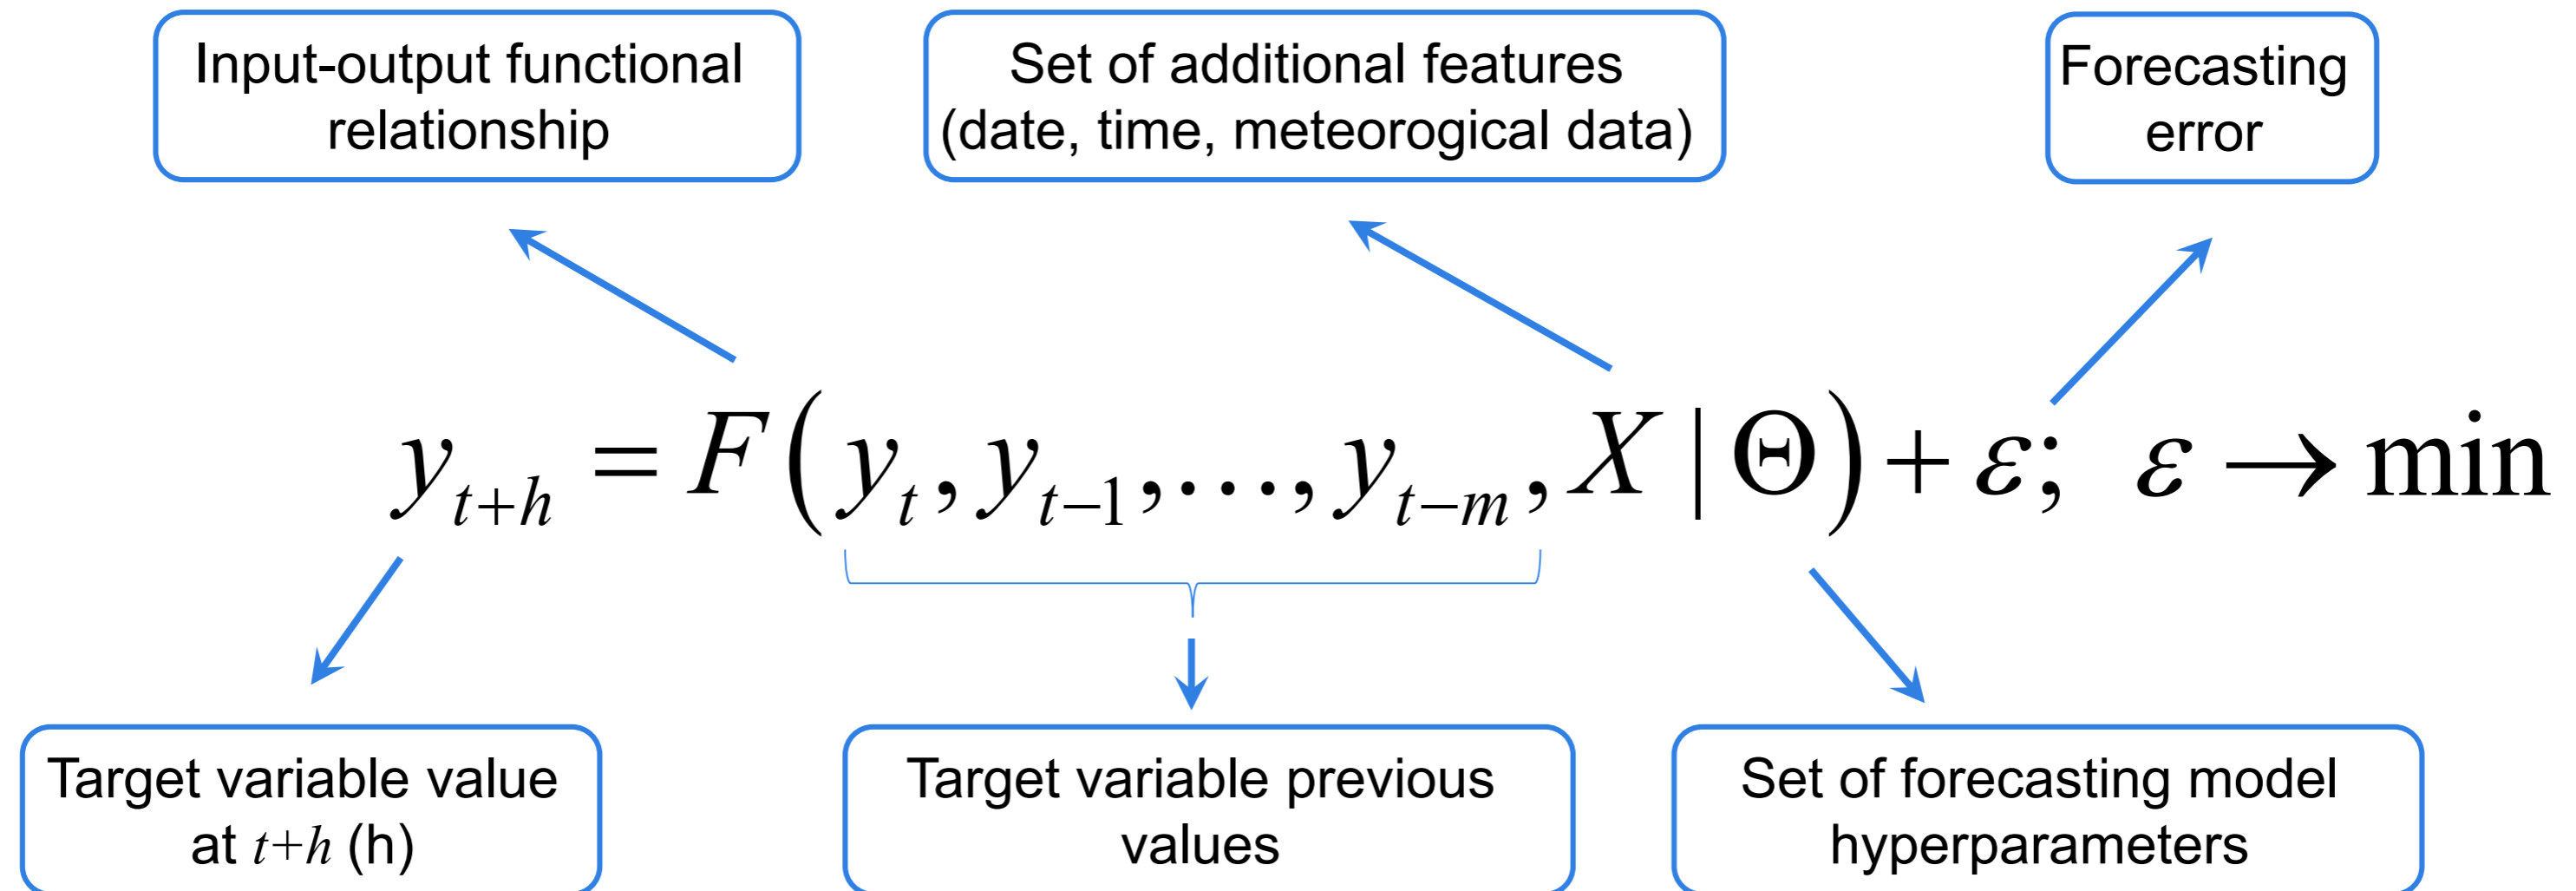 Input-output functional
relationship
Set of additional features
(date, time, meteorogical data)
Forecasting
error
y_{t+h} = F(y_t, y_{t−1},…, y_{t−m}, X | Θ) + ε; ε → min
Target variable value
at t+h (h)
Target variable previous
values
Set of forecasting model
hyperparameters